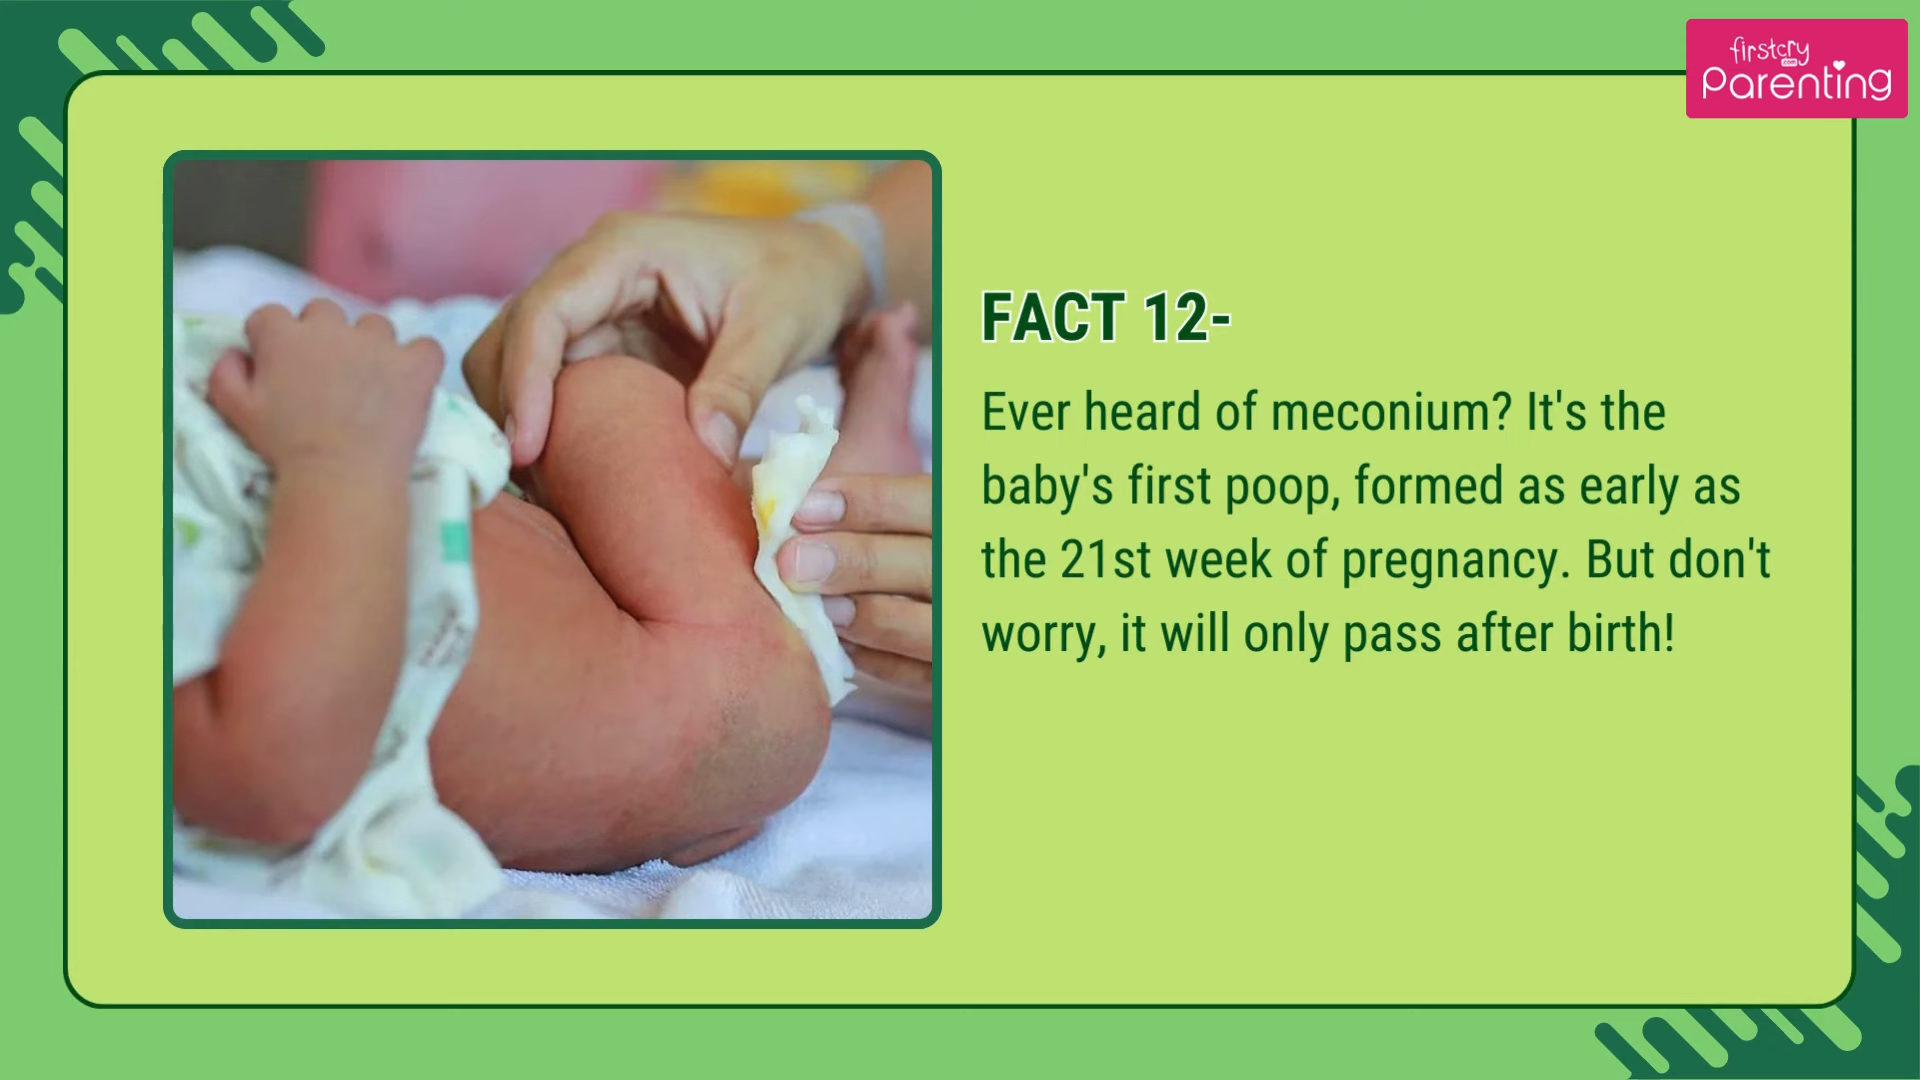 firstcry
.com
Parenting
FACT 12-
Ever heard of meconium? It's the
baby's first poop, formed as early as
the 21st week of pregnancy. But don't
worry, it will only pass after birth!